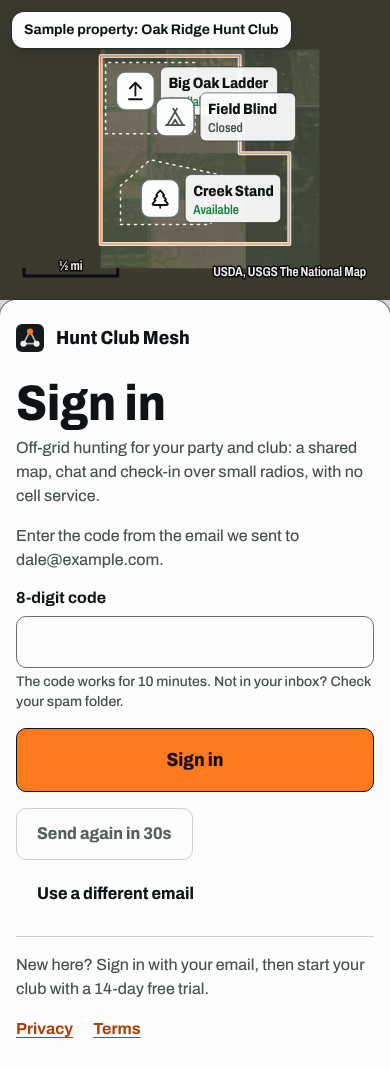 Sample property: Oak Ridge Hunt Club
Big Oak Ladder
Field Blind
Closed
Creek Stand
Available
½ mi
USDA, USGS The National Map
Hunt Club Mesh
Sign in
Off-grid hunting for your party and club: a shared
map, chat and check-in over small radios, with no
cell service.
Enter the code from the email we sent to
dale@example.com.
8-digit code
The code works for 10 minutes. Not in your inbox? Check
your spam folder.
Sign in
Send again in 30s
Use a different email
New here? Sign in with your email, then start your
club with a 14-day free trial.
Privacy Terms